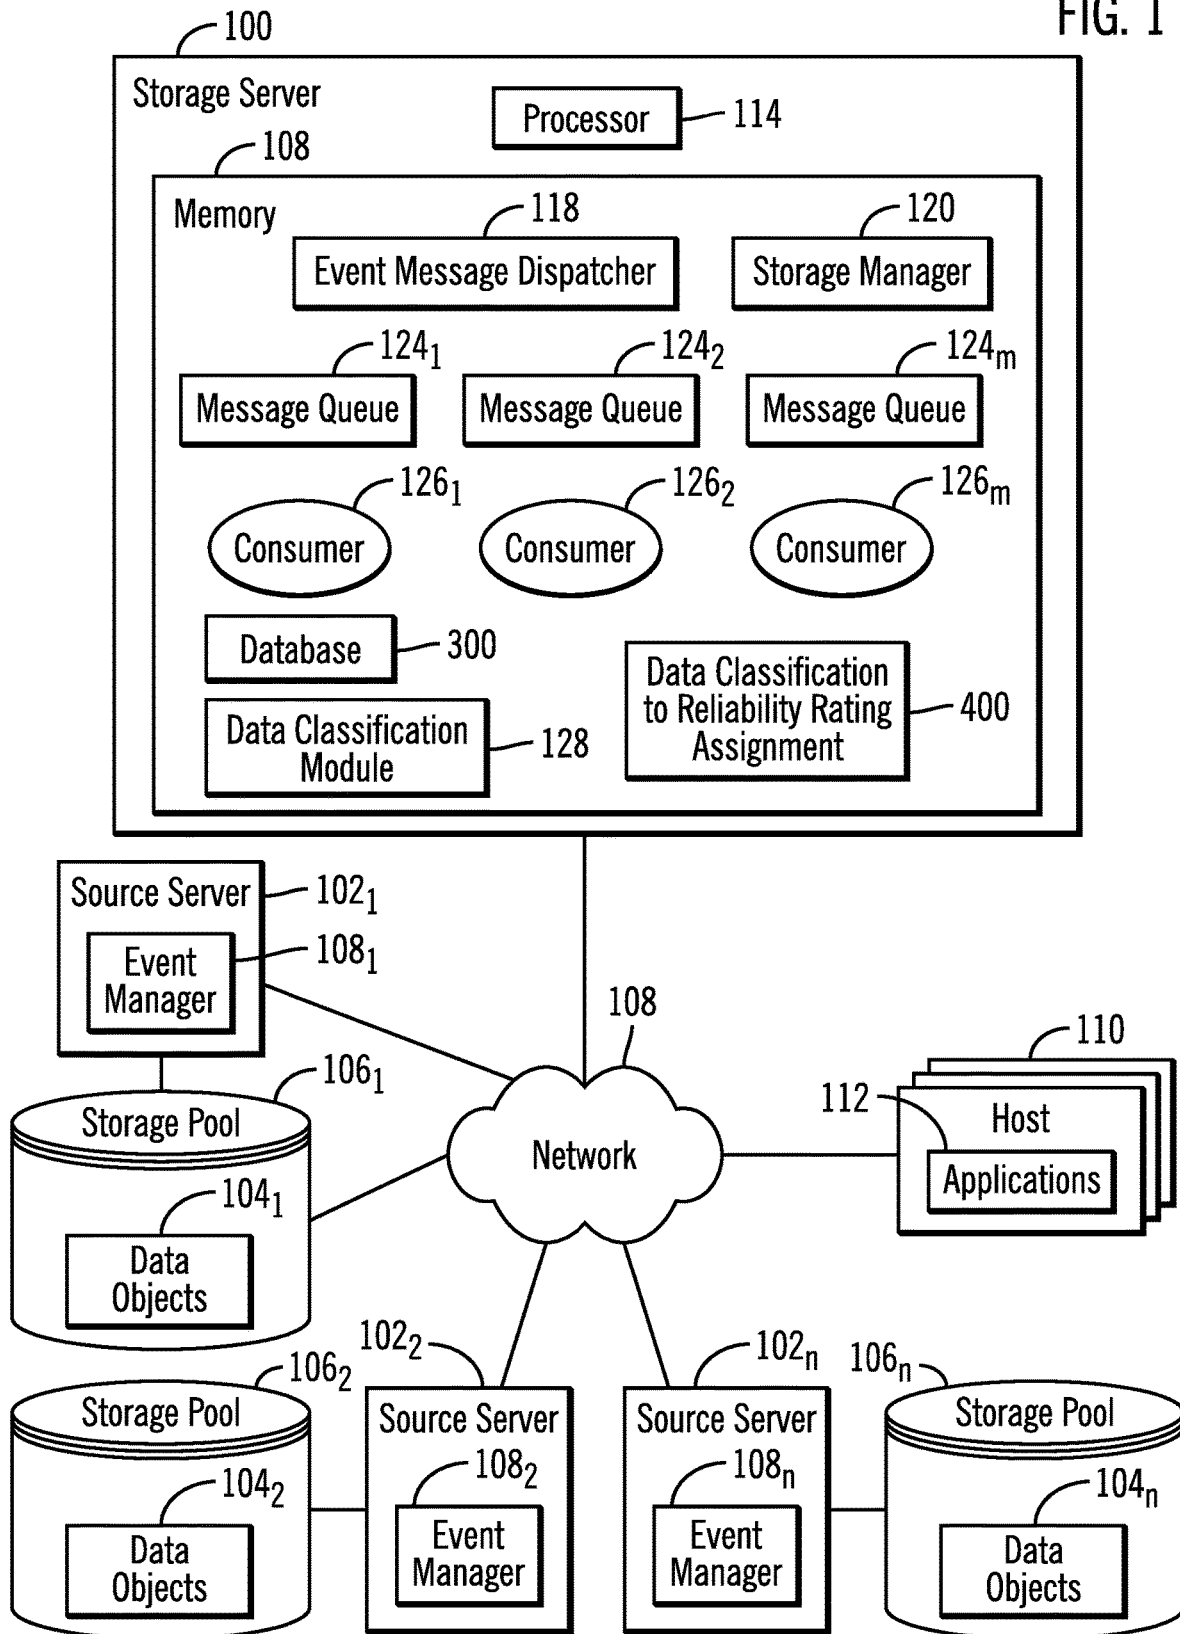 FIG. 1
100
Storage Server
Processor
114
108
Memory
118
120
Event Message Dispatcher
Storage Manager
124₁
124₂
124ₘ
Message Queue
Message Queue
Message Queue
126₁
126₂
126ₘ
Consumer
Consumer
Consumer
Database
300
Data Classification
to Reliability Rating
Assignment
400
Data Classification
Module
128
Source Server
102₁
Event
Manager
108₁
108
110
106₁
Storage Pool
112
Host
Network
Applications
104₁
Data
Objects
102₂
102ₙ
106₂
106ₙ
Storage Pool
Source Server
Source Server
Storage Pool
108₂
108ₙ
104₂
104ₙ
Data
Objects
Event
Manager
Event
Manager
Data
Objects